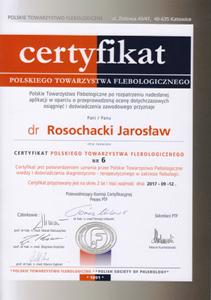 POLSKIE TOWARZYSTWO FLEBOLOGICZNE ul. Ziołowa 45/47, 40-635 Katowice
certyfikat
POLSKIEGO TOWARZYSTWA FLEBOLOGICZNEGO
Polskie Towarzystwo Flebologiczne po rozpatrzeniu nadesłanej
aplikacji w oparciu o przeprowadzoną ocenę dotychczasowych
osiągnięć i doświadczenia zawodowego przyznaje
Pani / Panu
dr Rosochacki Jarosław
CERTYFIKAT POLSKIEGO TOWARZYSTWA FLEBOLOGICZNEGO
NR 6
Certyfikat jest potwierdzeniem uznania przez Polskie Towarzystwo Flebologiczne
wiedzy i doświadczenia diagnostyczno - terapeutycznego w zakresie flebologii.
Certyfikat przyznawany jest na okres 2 lat i traci ważność dnia 2017 -09 -12 .
Przewodniczący Komisji Certyfikacyjnej
Prezes PTF
Członkowie:
Sekretarz PTF
POLSKIE TOWARZYSTWO FLEBOLOGICZNE POLISH SOCIETY OF PHLEBOLOGY